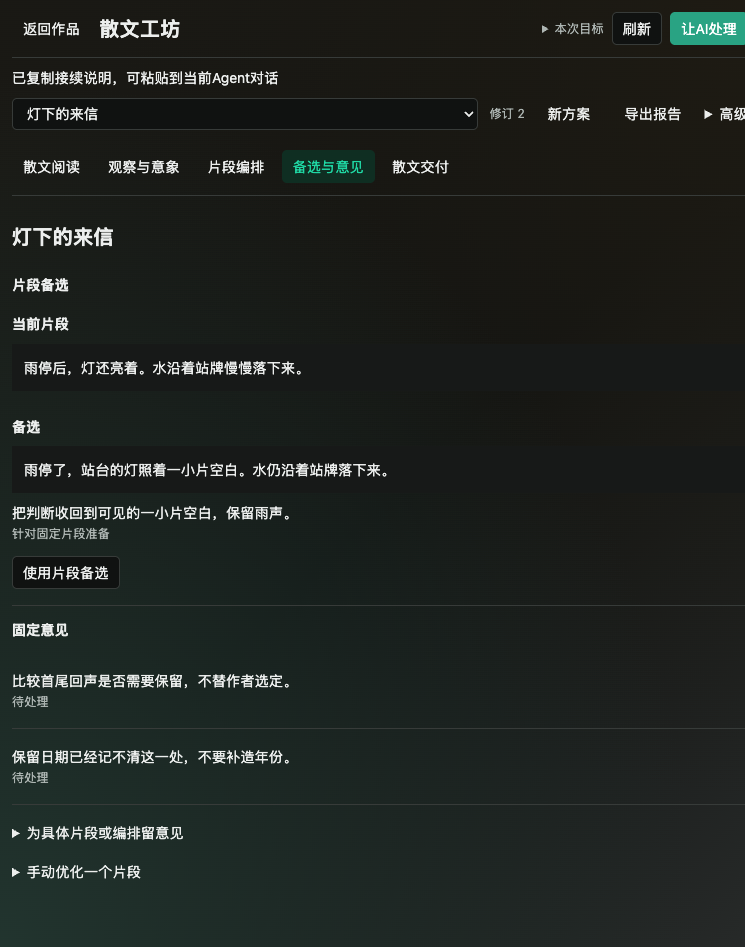 返回作品 散文工坊 ▶ 本次目标 刷新 让AI处理
已复制接续说明，可粘贴到当前Agent对话
灯下的来信 修订 2 新方案 导出报告 ▶ 高级
散文阅读 观察与意象 片段编排 备选与意见 散文交付
灯下的来信
片段备选
当前片段
雨停后，灯还亮着。水沿着站牌慢慢落下来。
备选
雨停了，站台的灯照着一小片空白。水仍沿着站牌落下来。
把判断收回到可见的一小片空白，保留雨声。
针对固定片段准备
使用片段备选
固定意见
比较首尾回声是否需要保留，不替作者选定。
待处理
保留日期已经记不清这一处，不要补造年份。
待处理
▶ 为具体片段或编排留意见
▶ 手动优化一个片段